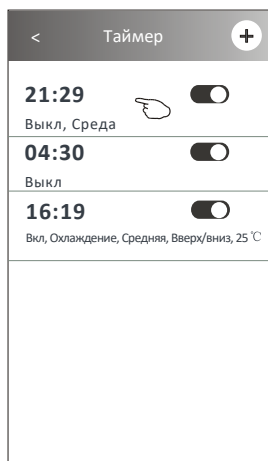 < Таймер +
21:29
Выкл, Среда
04:30
Выкл
16:19
Вкл, Охлаждение, Средняя, Вверх/вниз, 25 ℃